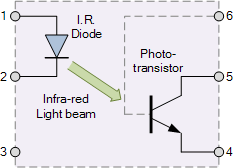 1
I.R.
Diode
6
Photo-
transistor
2
5
Infra-red
Light beam
3
4